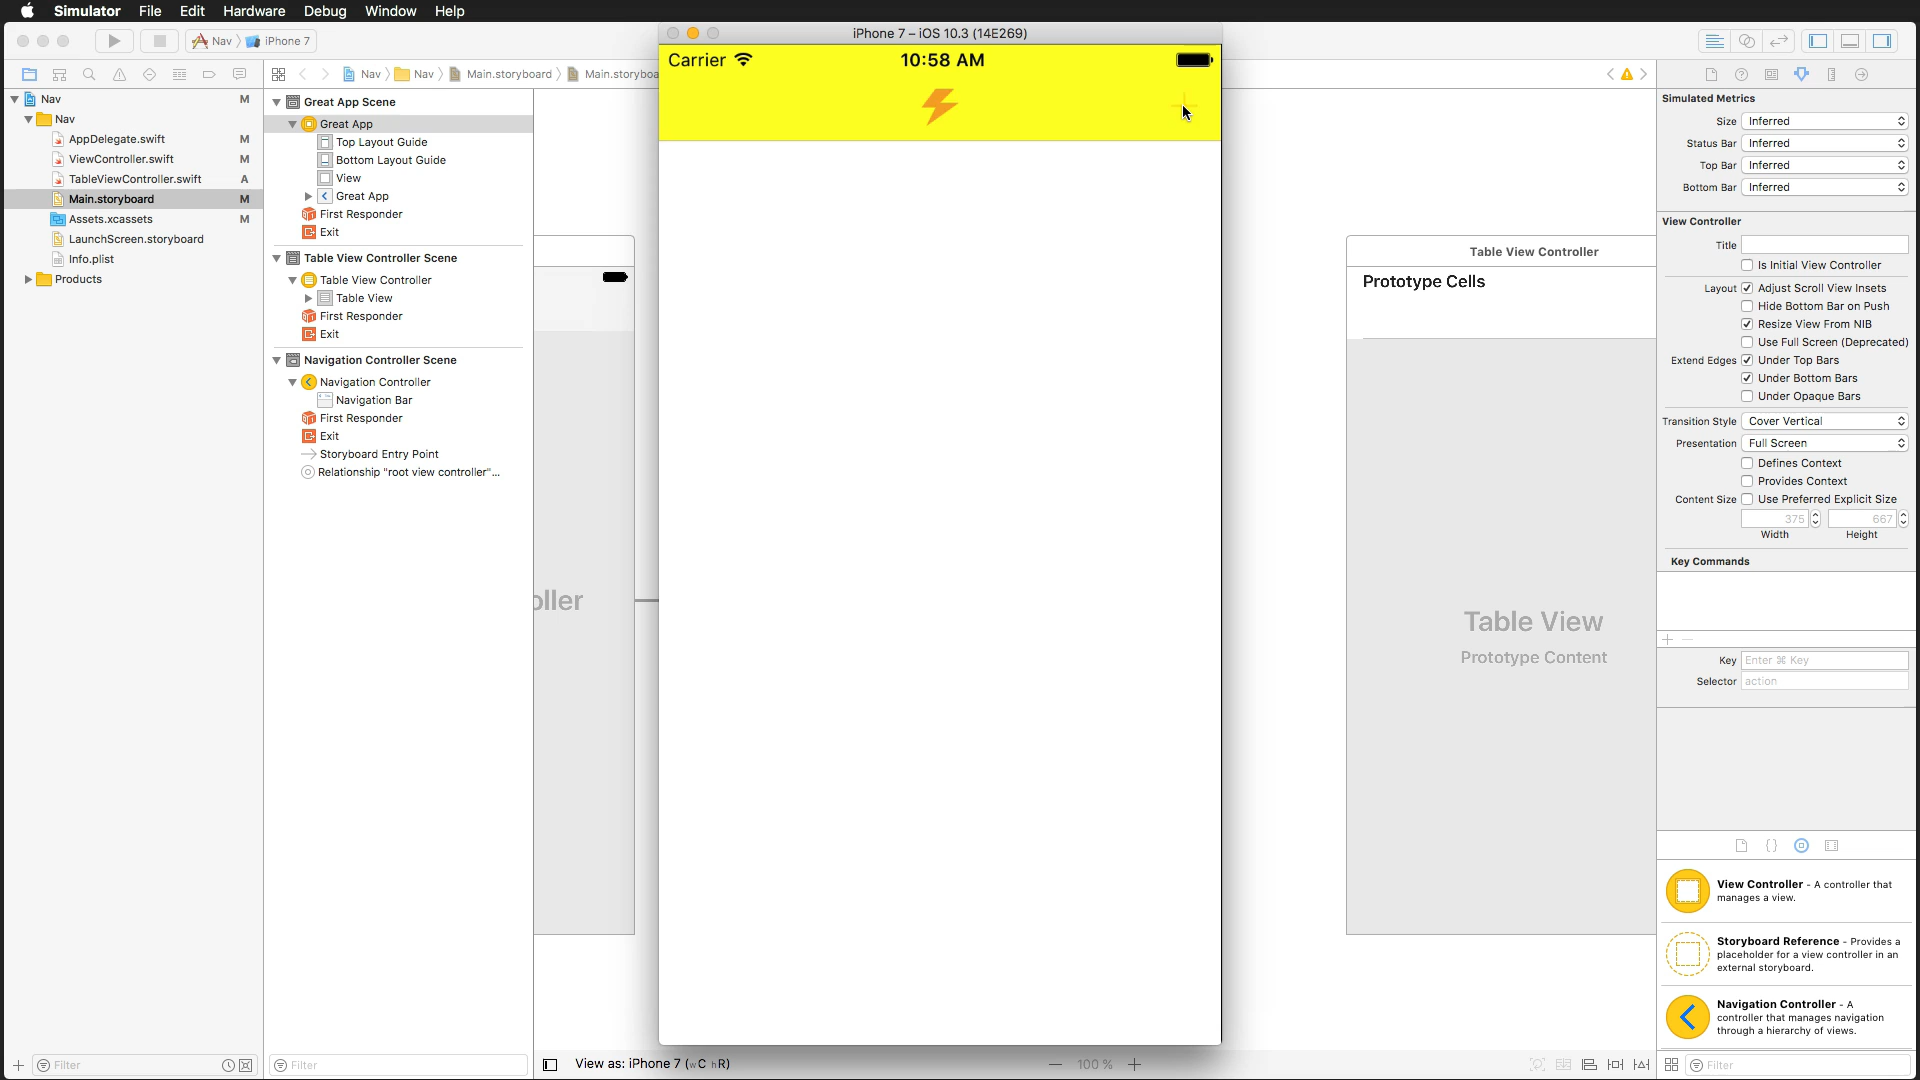 Simulator File Edit Hardware Debug Window Help
Nav iPhone 7
iPhone 7 – iOS 10.3 (14E269)
Nav Nav Main.storyboard Main.storyboa
Carrier 10:58 AM
Nav M
Nav
AppDelegate.swift M
ViewController.swift M
TableViewController.swift A
Main.storyboard M
Assets.xcassets M
LaunchScreen.storyboard
Info.plist
Products
Great App Scene
Great App
Top Layout Guide
Bottom Layout Guide
View
Great App
First Responder
Exit
Table View Controller Scene
Table View Controller
Table View
First Responder
Exit
Navigation Controller Scene
Navigation Controller
Navigation Bar
First Responder
Exit
Storyboard Entry Point
Relationship "root view controller"...
oller
Table View Controller
Prototype Cells
Table View
Prototype Content
Simulated Metrics
Size Inferred
Status Bar Inferred
Top Bar Inferred
Bottom Bar Inferred
View Controller
Title
Is Initial View Controller
Layout Adjust Scroll View Insets
Hide Bottom Bar on Push
Resize View From NIB
Use Full Screen (Deprecated)
Extend Edges Under Top Bars
Under Bottom Bars
Under Opaque Bars
Transition Style Cover Vertical
Presentation Full Screen
Defines Context
Provides Context
Content Size Use Preferred Explicit Size
375 667
Width Height
Key Commands
Key Enter ⌘ Key
Selector action
View Controller - A controller that
manages a view.
Storyboard Reference - Provides a
placeholder for a view controller in an
external storyboard.
Navigation Controller - A
controller that manages navigation
through a hierarchy of views.
Filter
Filter
View as: iPhone 7 (wC hR)
100 %
Filter